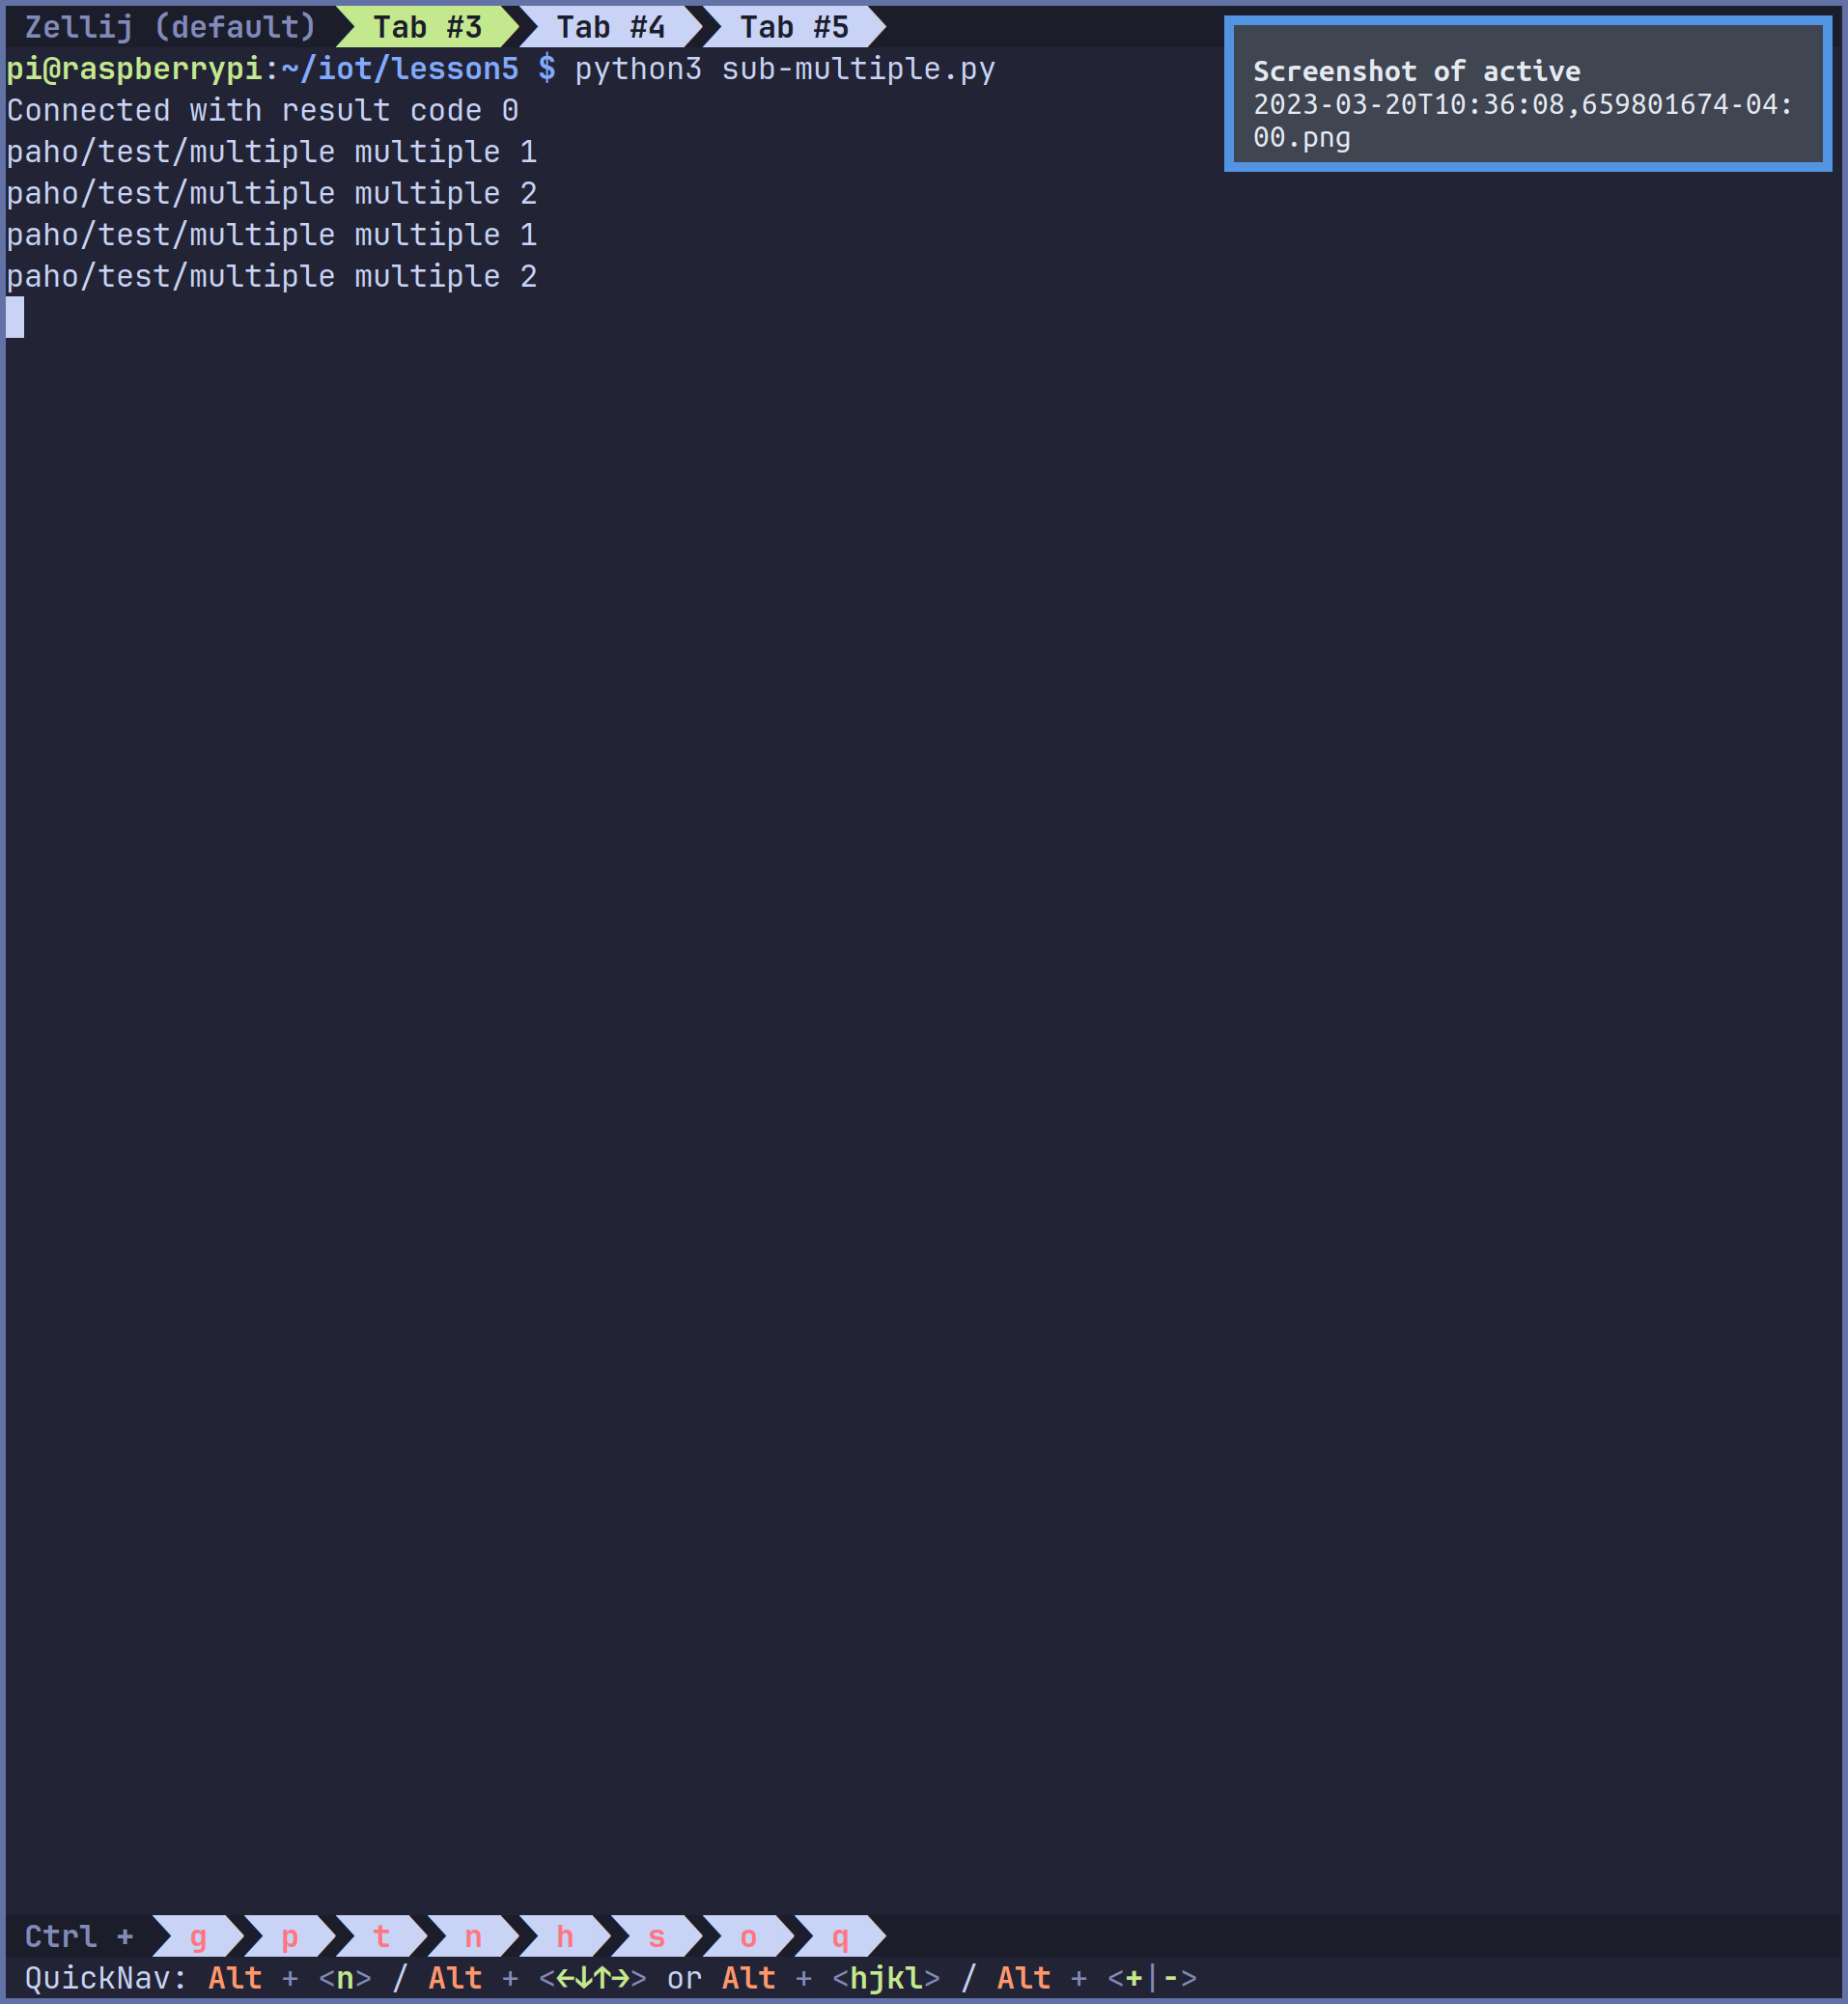 Zellij (default) Tab #3 Tab #4 Tab #5
pi@raspberrypi:~/iot/lesson5 $ python3 sub-multiple.py
Connected with result code 0
paho/test/multiple multiple 1
paho/test/multiple multiple 2
paho/test/multiple multiple 1
paho/test/multiple multiple 2
Screenshot of active
2023-03-20T10:36:08,659801674-04:
00.png
Ctrl + g p t n h s o q
QuickNav: Alt + <n> / Alt + <←↓↑→> or Alt + <hjkl> / Alt + <+|->